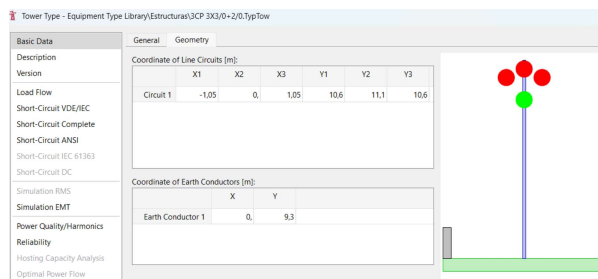 Tower Type - Equipment Type Library\Estructuras\3CP 3X3/0+2/0.TypTow
Basic Data
Description
Version
Load Flow
Short-Circuit VDE/IEC
Short-Circuit Complete
Short-Circuit ANSI
Short-Circuit IEC 61363
Short-Circuit DC
Simulation RMS
Simulation EMT
Power Quality/Harmonics
Reliability
Hosting Capacity Analysis
Optimal Power Flow
General Geometry
Coordinate of Line Circuits [m]:
X1 X2 X3 Y1 Y2 Y3
Circuit 1 -1,05 0, 1,05 10,6 11,1 10,6
Coordinate of Earth Conductors [m]:
X Y
Earth Conductor 1 0, 9,3